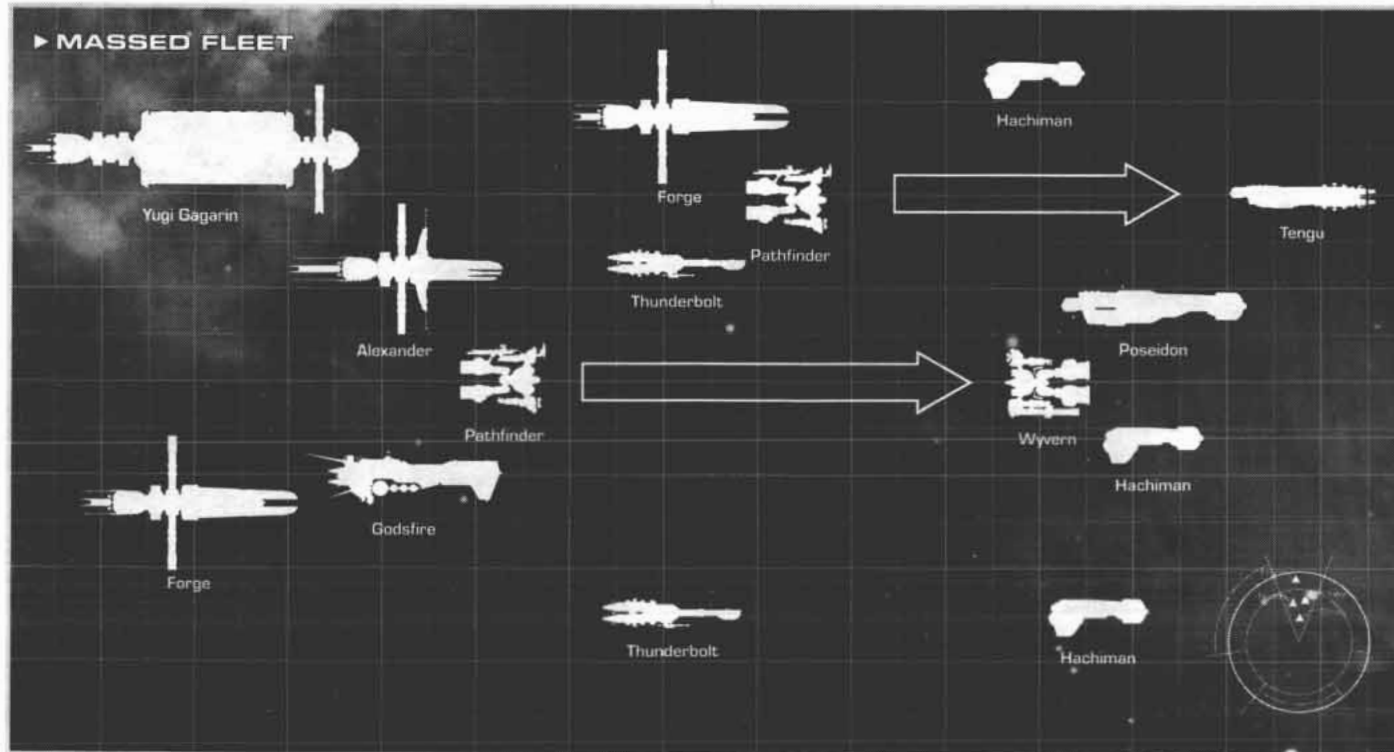 ► MASSED FLEET
Hachiman
Yugi Gagarin
Forge
Tengu
Pathfinder
Thunderbolt
Alexander
Poseidon
Pathfinder
Wyvern
Hachiman
Godsfire
Forge
Thunderbolt
Hachiman